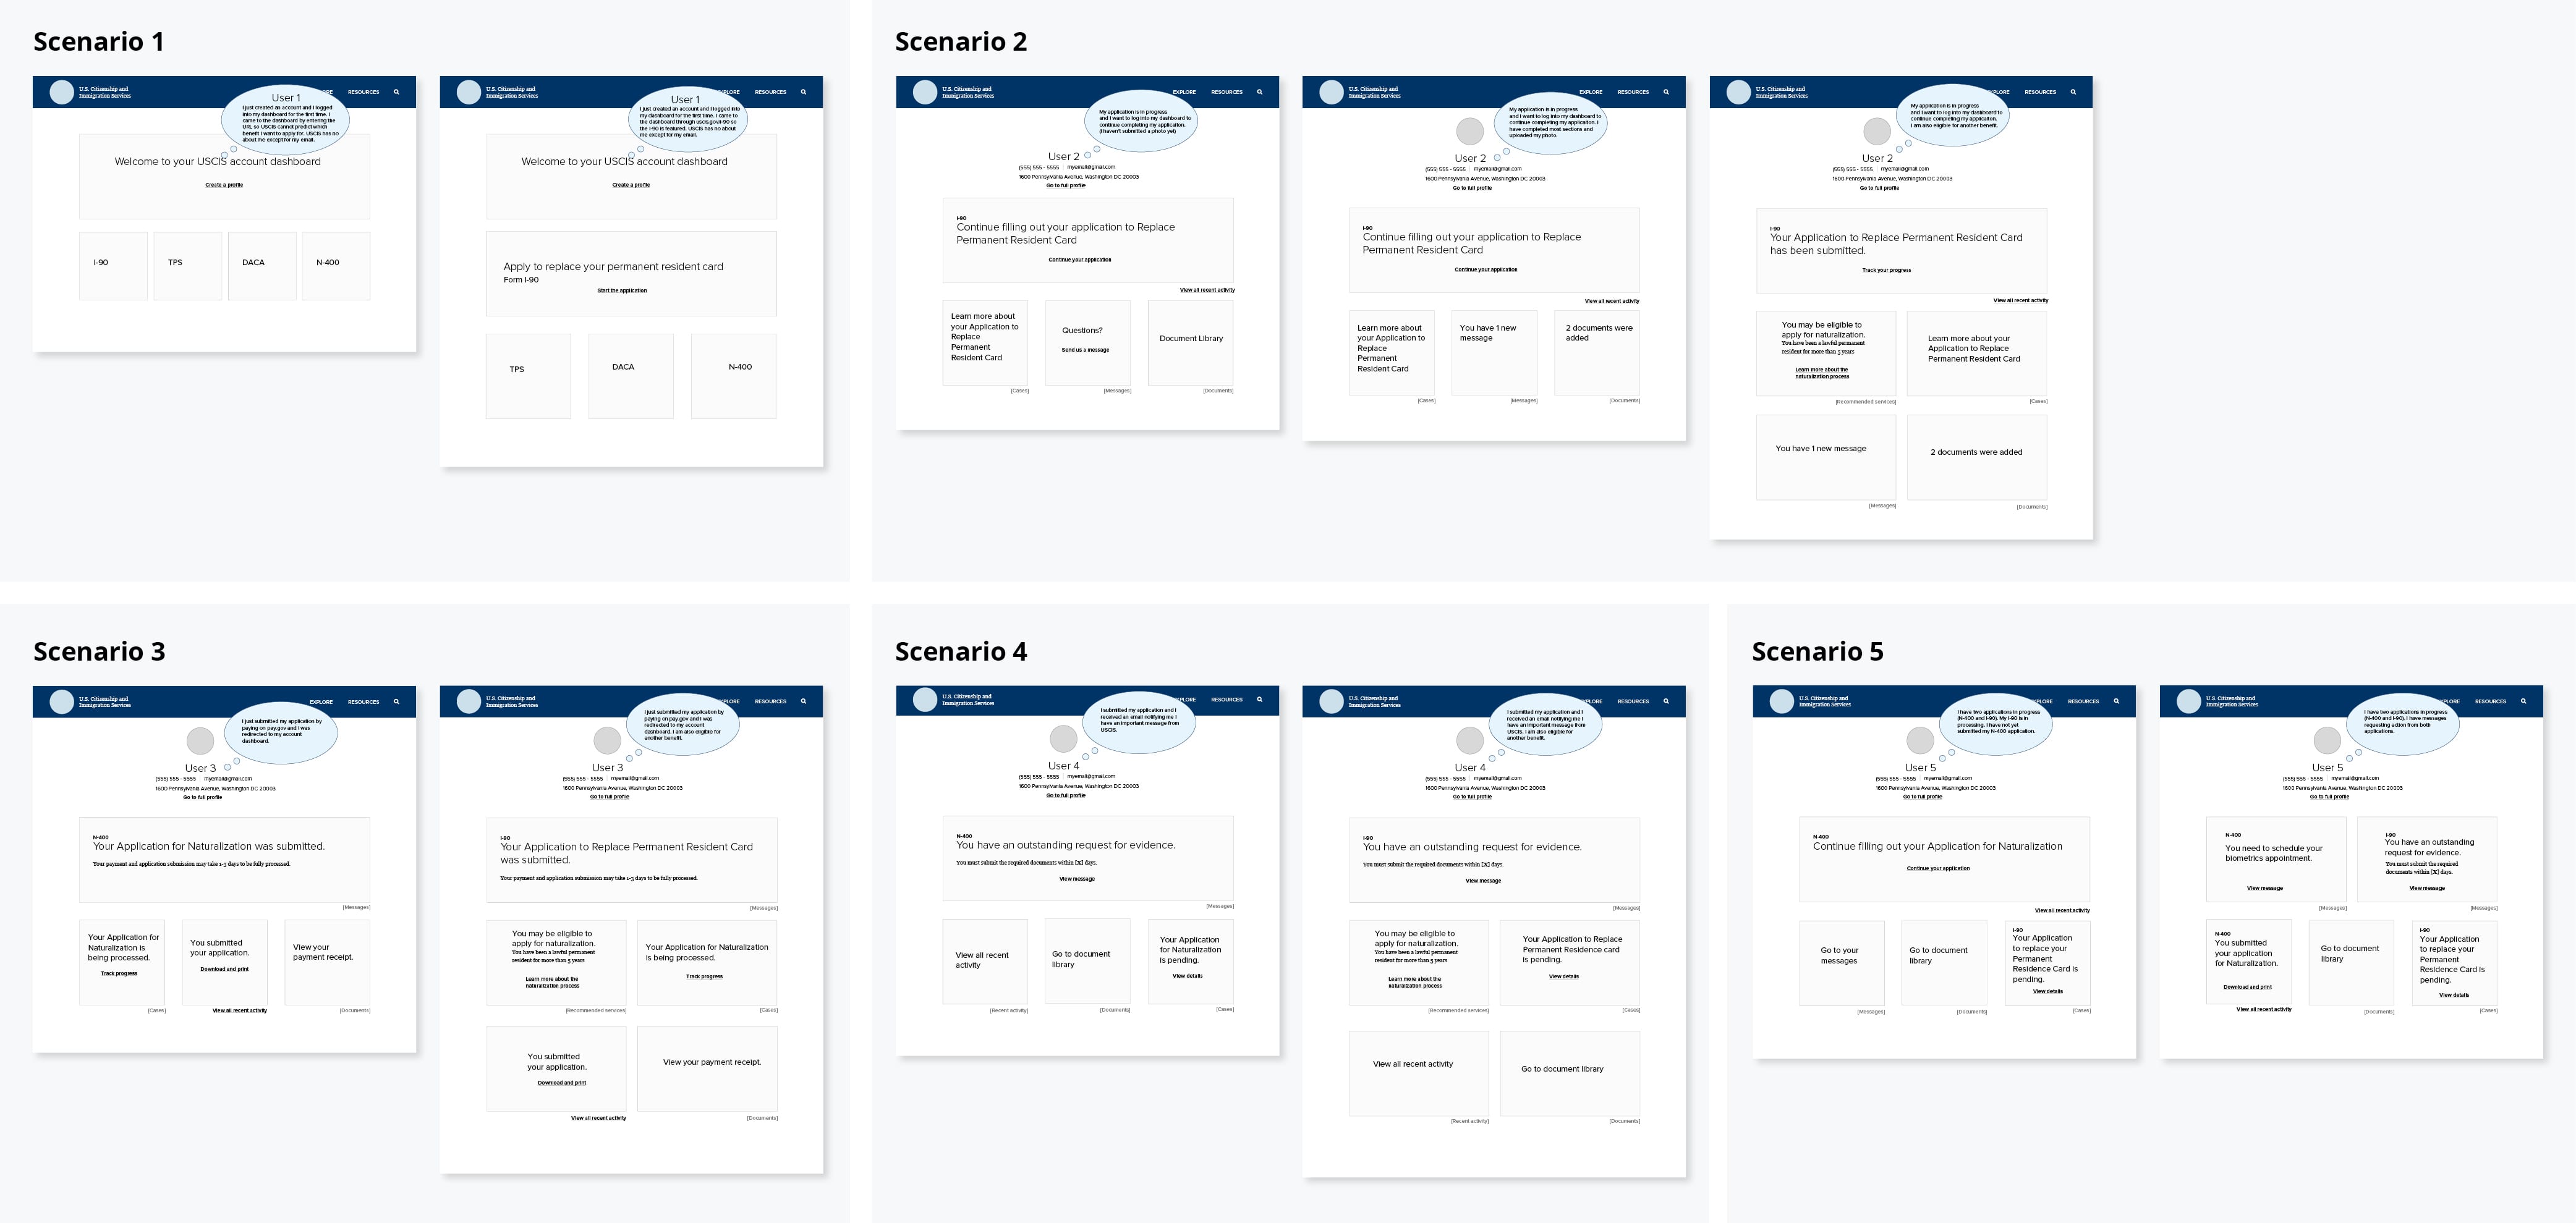 Scenario 1
U.S. Citizenship and
Immigration Services
RESOURCES
User 1
I just created an account and I logged
into my dashboard for the first time. I came
to the dashboard by entering the
URL so USCIS cannot predict which
benefit I want to apply for. USCIS has no
about me except for my email.
Welcome to your USCIS account dashboard
Create a profile
I-90
TPS
DACA
N-400
U.S. Citizenship and
Immigration Services
RESOURCES
User 1
I just created an account and I logged into
my dashboard for the first time. I came to
the dashboard through uscis.gov/i-90 so
the I-90 is featured. USCIS has no about
me except for my email.
Welcome to your USCIS account dashboard
Create a profile
Apply to replace your permanent resident card
Form I-90
Start the application
TPS
DACA
N-400
Scenario 2
U.S. Citizenship and
Immigration Services
EXPLORE
RESOURCES
My application is in progress
and I want to log into my dashboard to
continue completing my application.
(I haven't submitted a photo yet)
User 2
(555) 555 - 5555 | myemail@gmail.com
1600 Pennsylvania Avenue, Washington DC 20003
Go to full profile
I-90
Continue filling out your application to Replace
Permanent Resident Card
Continue your application
View all recent activity
Learn more about
your Application to
Replace
Permanent
Resident Card
[Cases]
Questions?
Send us a message
[Messages]
Document Library
[Documents]
U.S. Citizenship and
Immigration Services
EXPLORE
RESOURCES
My application is in progress
and I want to log into my dashboard to
continue completing my application. I
have completed most sections and
uploaded my photo.
User 2
(555) 555 - 5555 | myemail@gmail.com
1600 Pennsylvania Avenue, Washington DC 20003
Go to full profile
I-90
Continue filling out your application to Replace
Permanent Resident Card
Continue your application
View all recent activity
Learn more about
your Application to
Replace
Permanent
Resident Card
[Cases]
You have 1 new
message
[Messages]
2 documents were
added
[Documents]
U.S. Citizenship and
Immigration Services
RESOURCES
My application is in progress
and I want to log into my dashboard to
continue completing my application.
I am also eligible for another benefit.
User 2
(555) 555 - 5555 | myemail@gmail.com
1600 Pennsylvania Avenue, Washington DC 20003
Go to full profile
I-90
Your Application to Replace Permanent Resident Card
has been submitted.
Track your progress
View all recent activity
You may be eligible to
apply for naturalization.
You have been a lawful permanent
resident for more than 5 years
Learn more about the
naturalization process
[Recommended services]
Learn more about your
Application to Replace
Permanent Resident Card
[Cases]
You have 1 new message
[Messages]
2 documents were added
[Documents]
Scenario 3
U.S. Citizenship and
Immigration Services
EXPLORE
RESOURCES
I just submitted my application by
paying on pay.gov and I was
redirected to my account
dashboard.
User 3
(555) 555 - 5555 | myemail@gmail.com
1600 Pennsylvania Avenue, Washington DC 20003
Go to full profile
N-400
Your Application for Naturalization was submitted.
Your payment and application submission may take 1-3 days to be fully processed.
[Messages]
Your Application for
Naturalization is
being processed.
Track progress
[Cases]
You submitted
your application.
Download and print
View all recent activity
View your
payment receipt.
[Documents]
U.S. Citizenship and
Immigration Services
RESOURCES
I just submitted my application by
paying on pay.gov and I was
redirected to my account
dashboard. I am also eligible for
another benefit.
User 3
(555) 555 - 5555 | myemail@gmail.com
1600 Pennsylvania Avenue, Washington DC 20003
Go to full profile
I-90
Your Application to Replace Permanent Resident Card
was submitted.
Your payment and application submission may take 1-3 days to be fully processed.
[Messages]
You may be eligible to
apply for naturalization.
You have been a lawful permanent
resident for more than 5 years
Learn more about the
naturalization process
[Recommended services]
Your Application for Naturalization
is being processed.
Track progress
[Cases]
You submitted
your application.
Download and print
View all recent activity
View your payment receipt.
[Documents]
Scenario 4
U.S. Citizenship and
Immigration Services
RESOURCES
I submitted my application and I
received an email notifying me I
have an important message from
USCIS.
User 4
(555) 555 - 5555 | myemail@gmail.com
1600 Pennsylvania Avenue, Washington DC 20003
Go to full profile
N-400
You have an outstanding request for evidence.
You must submit the required documents within [X] days.
View message
[Messages]
View all recent
activity
[Recent activity]
Go to document
library
[Documents]
Your Application
for Naturalization
is pending.
View details
[Cases]
U.S. Citizenship and
Immigration Services
RESOURCES
I submitted my application and I
received an email notifying me I
have an important message from
USCIS. I am also eligible for
another benefit.
User 4
(555) 555 - 5555 | myemail@gmail.com
1600 Pennsylvania Avenue, Washington DC 20003
Go to full profile
I-90
You have an outstanding request for evidence.
You must submit the required documents within [X] days.
View message
[Messages]
You may be eligible to
apply for naturalization.
You have been a lawful permanent
resident for more than 5 years
Learn more about the
naturalization process
[Recommended services]
Your Application to Replace
Permanent Residence card
is pending.
View details
[Cases]
View all recent activity
[Recent activity]
Go to document library
[Documents]
Scenario 5
U.S. Citizenship and
Immigration Services
RESOURCES
I have two applications in progress
(N-400 and I-90). My I-90 is in
processing. I have not yet
submitted my N-400 application.
User 5
(555) 555 - 5555 | myemail@gmail.com
1600 Pennsylvania Avenue, Washington DC 20003
Go to full profile
N-400
Continue filling out your Application for Naturalization
Continue your application
View all recent activity
Go to your
messages
[Messages]
Go to document
library
[Documents]
I-90
Your Application
to replace your
Permanent
Residence Card is
pending.
View details
[Cases]
U.S. Citizenship and
Immigration Services
RESOURCES
I have two applications in progress
(N-400 and I-90). I have messages
requesting action from both
applications.
User 5
(555) 555 - 5555 | myemail@gmail.com
1600 Pennsylvania Avenue, Washington DC 20003
Go to full profile
N-400
You need to schedule your
biometrics appointment.
View message
[Messages]
I-90
You have an outstanding
request for evidence.
You must submit the required
documents within [X] days.
View message
[Messages]
N-400
You submitted
your application
for Naturalization.
Download and print
View all recent activity
Go to document
library
[Documents]
I-90
Your Application
to replace your
Permanent
Residence Card is
pending.
View details
[Cases]